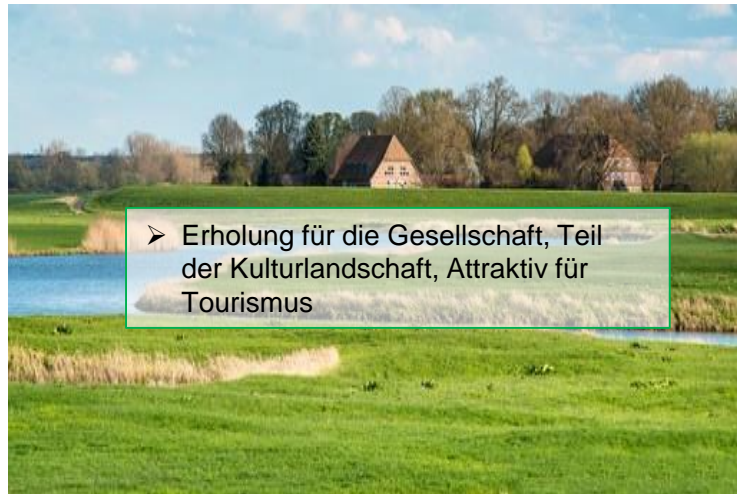 ➢ Erholung für die Gesellschaft, Teil
der Kulturlandschaft, Attraktiv für
Tourismus